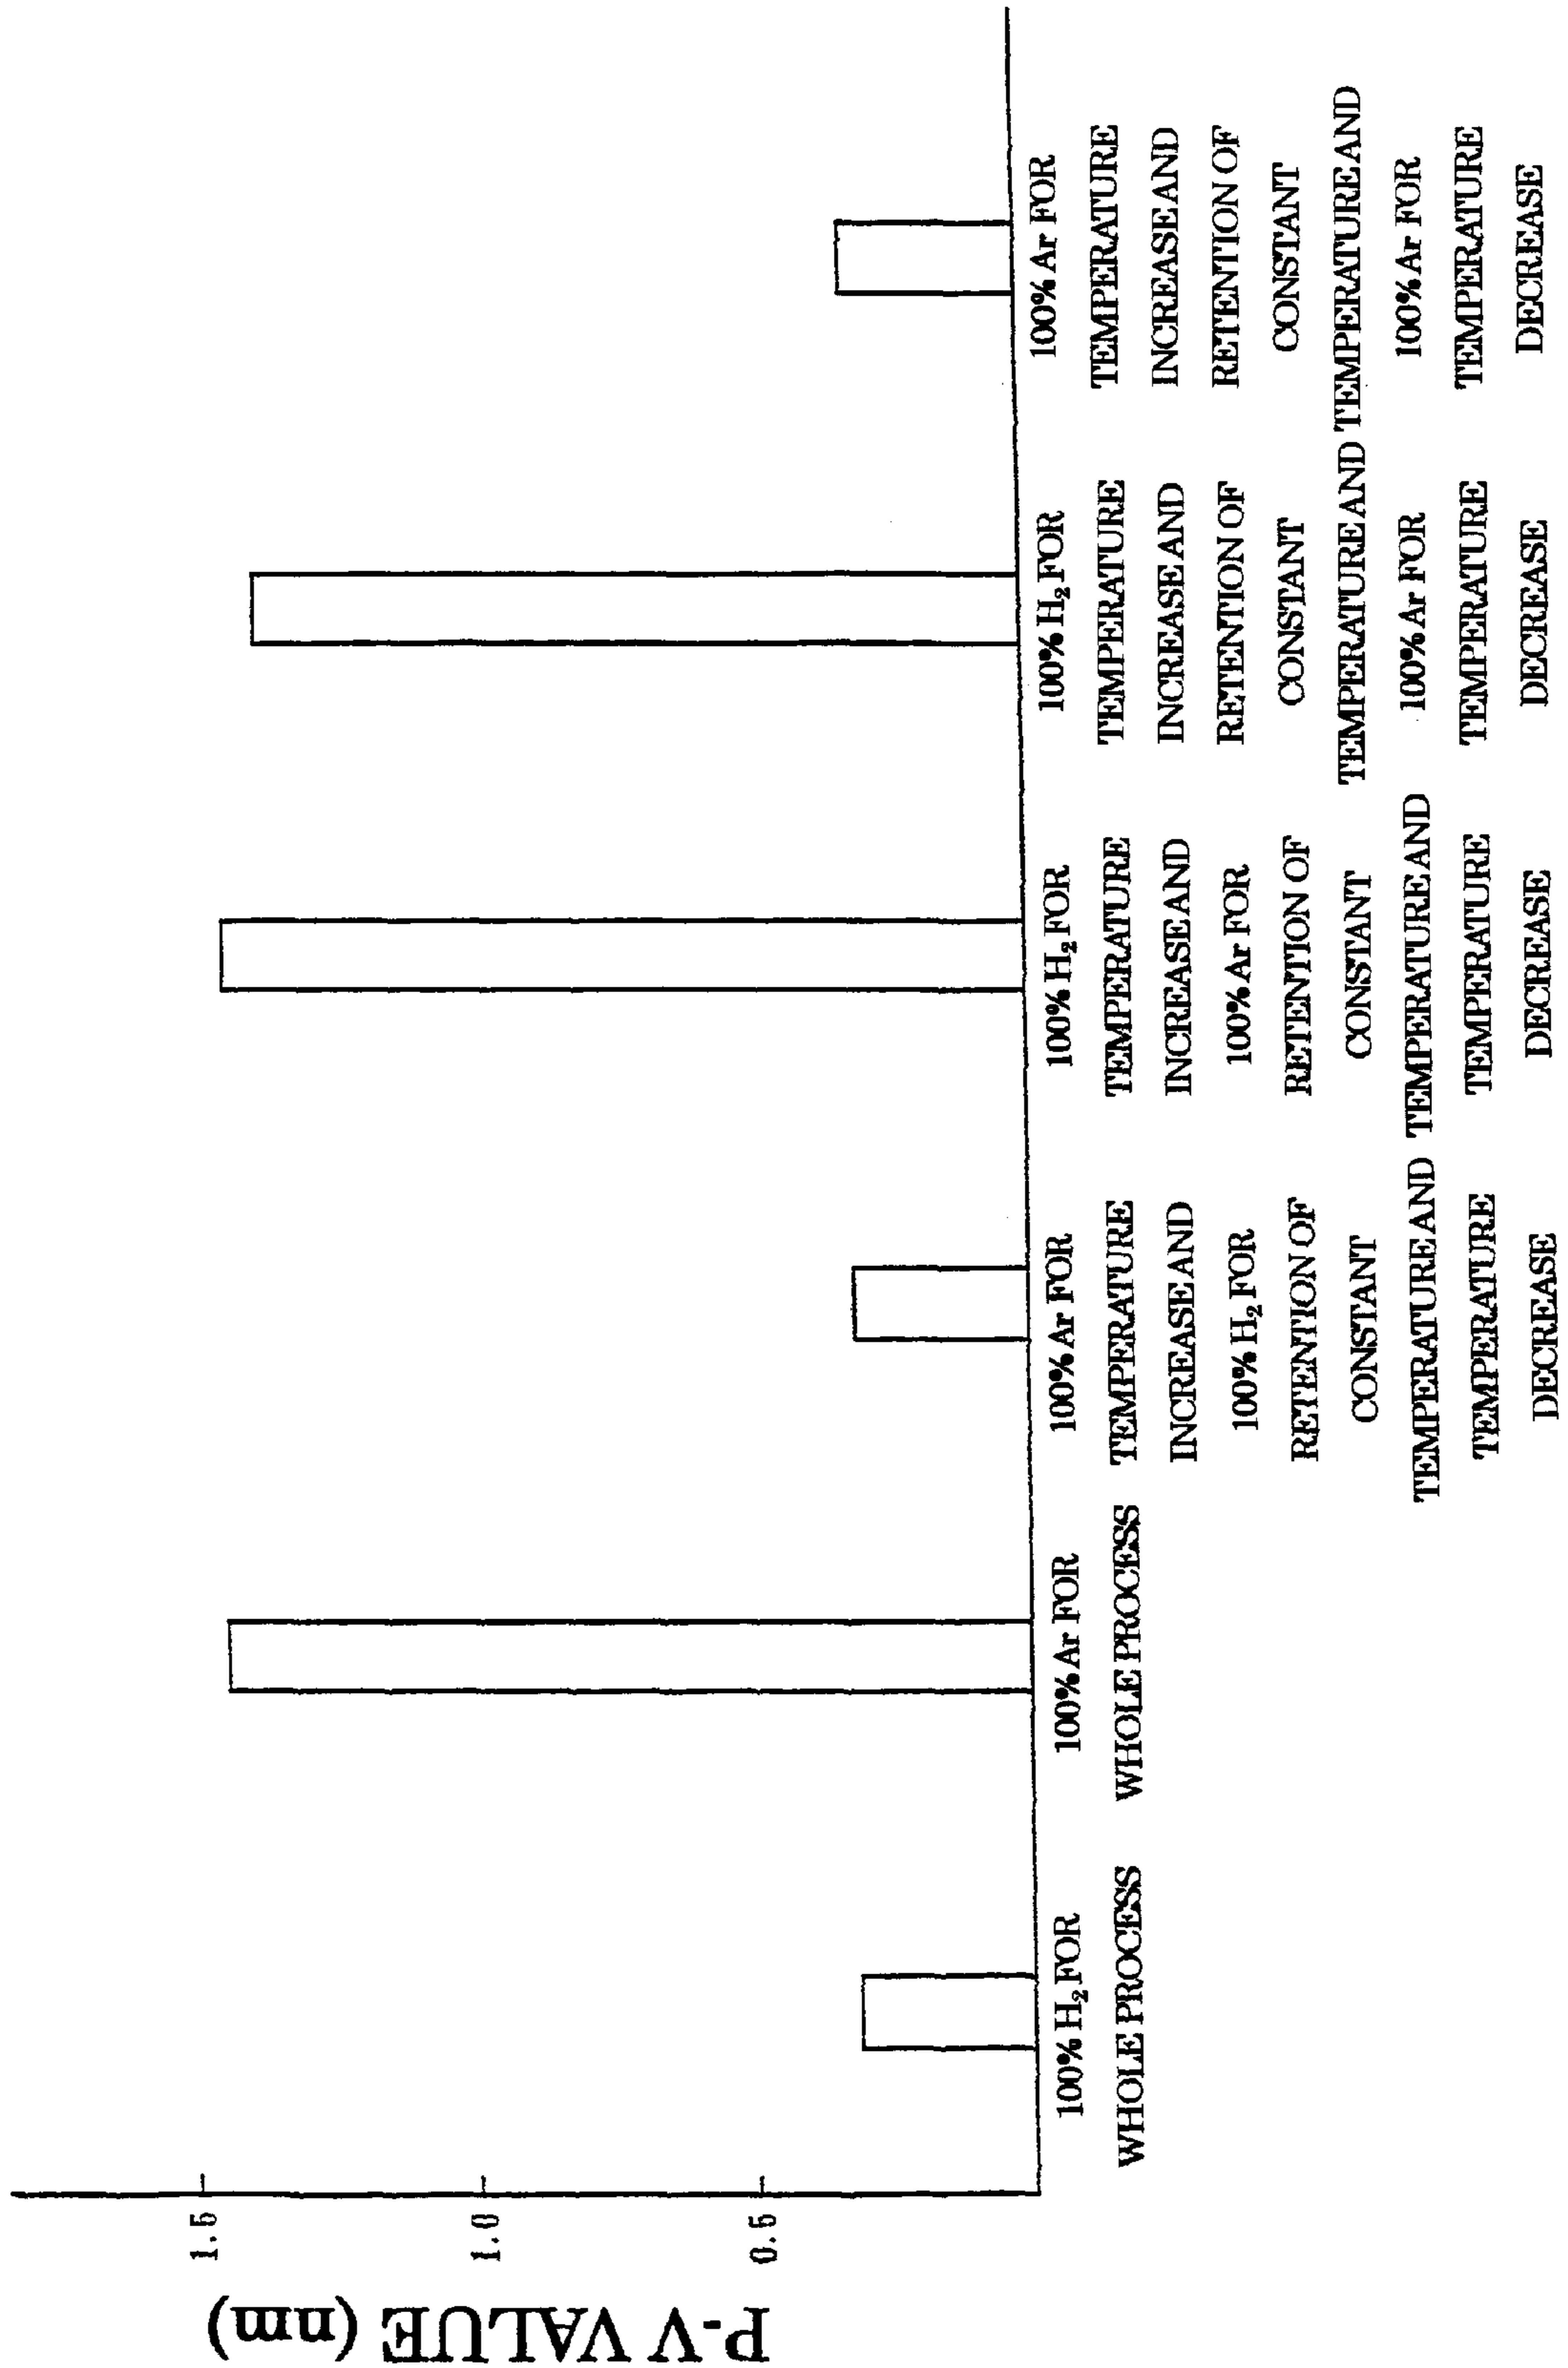 P-V VALUE (nm)
1.5
1.0
0.5
100% H₂ FOR
WHOLE PROCESS
100% Ar FOR
WHOLE PROCESS
100% Ar FOR
TEMPERATURE
INCREASE AND
100% H₂ FOR
RETENTION OF
CONSTANT
TEMPERATURE AND
TEMPERATURE
DECREASE
100% H₂ FOR
TEMPERATURE
INCREASE AND
100% Ar FOR
RETENTION OF
CONSTANT
TEMPERATURE AND
TEMPERATURE
DECREASE
100% H₂ FOR
TEMPERATURE
INCREASE AND
RETENTION OF
CONSTANT
TEMPERATURE AND
100% Ar FOR
TEMPERATURE
DECREASE
100% Ar FOR
TEMPERATURE
INCREASE AND
RETENTION OF
CONSTANT
TEMPERATURE AND
100% Ar FOR
TEMPERATURE
DECREASE